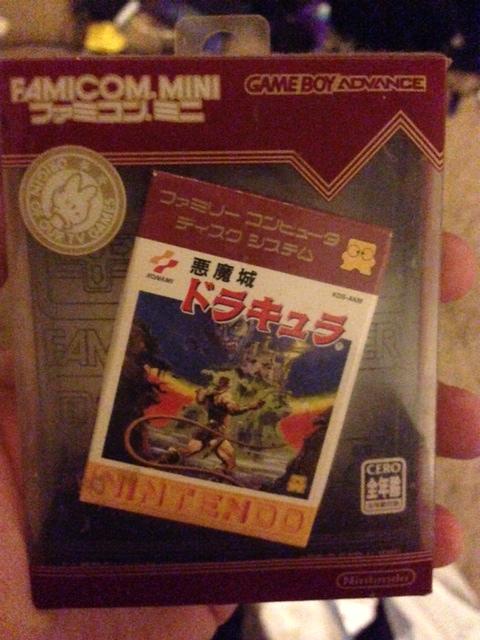 FAMICOM MINI
ファミコン ミニ
GAME BOY ADVANCE
ファミリー コンピュータ
ディスク システム
KONAMI
悪魔城
ドラキュラ
NINTENDO
CERO
全年齢
Nintendo